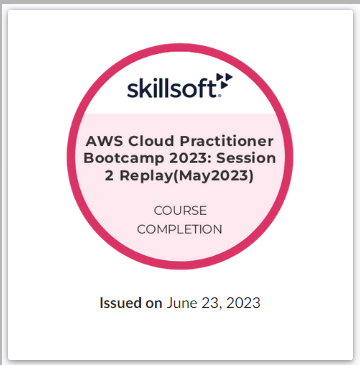 skillsoft
AWS Cloud Practitioner
Bootcamp 2023: Session
2 Replay(May2023)
COURSE
COMPLETION
Issued on June 23, 2023